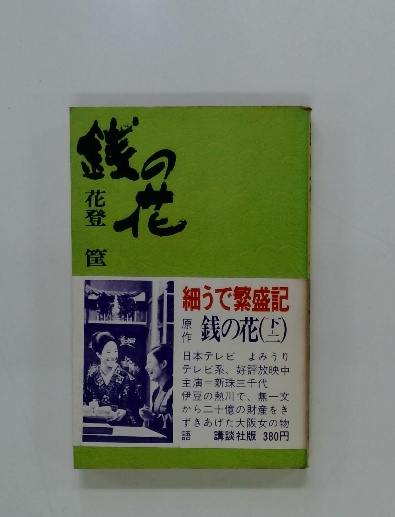 銭の花
花登 筺
細うで繁盛記
原作 銭の花(下−二)
日本テレビ よみうり
テレビ系、好評放映中
主演=新珠三千代
伊豆の熱川で、無一文
から二十億の財産をき
ずきあげた大阪女の物
語 講談社版 380円